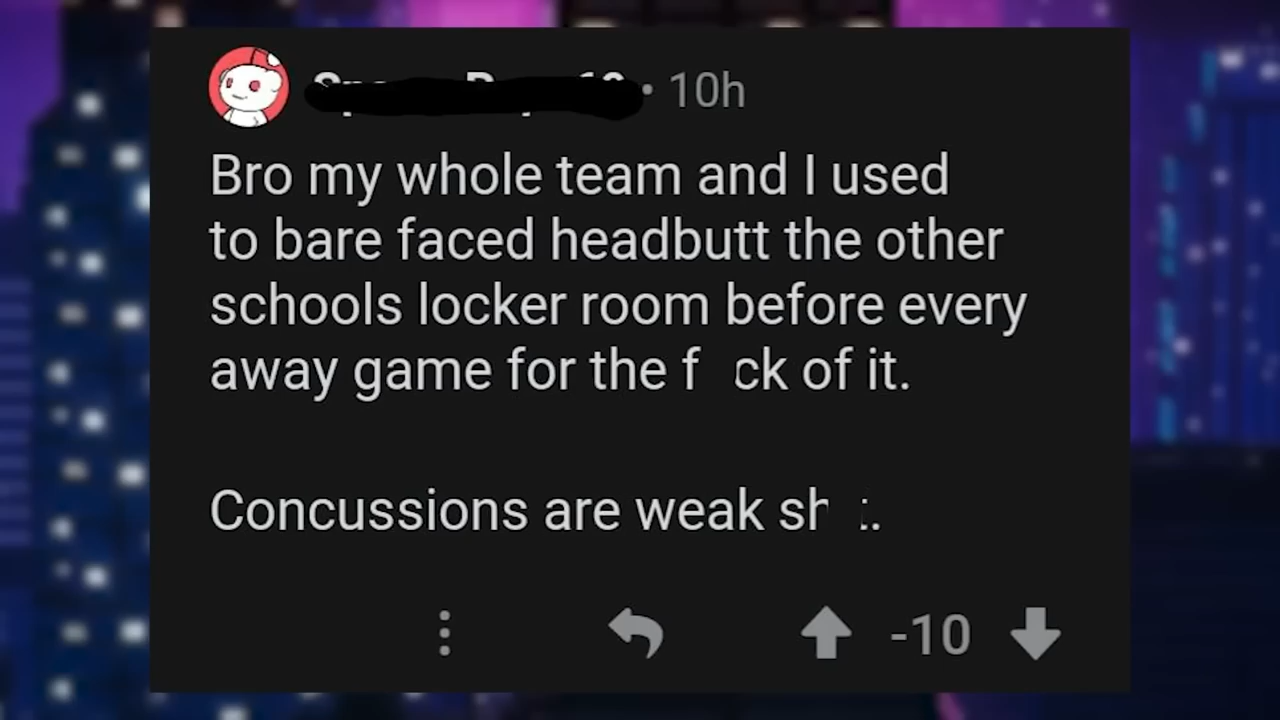 • 10h
Bro my whole team and I used
to bare faced headbutt the other
schools locker room before every
away game for the f ck of it.
Concussions are weak sh t.
-10